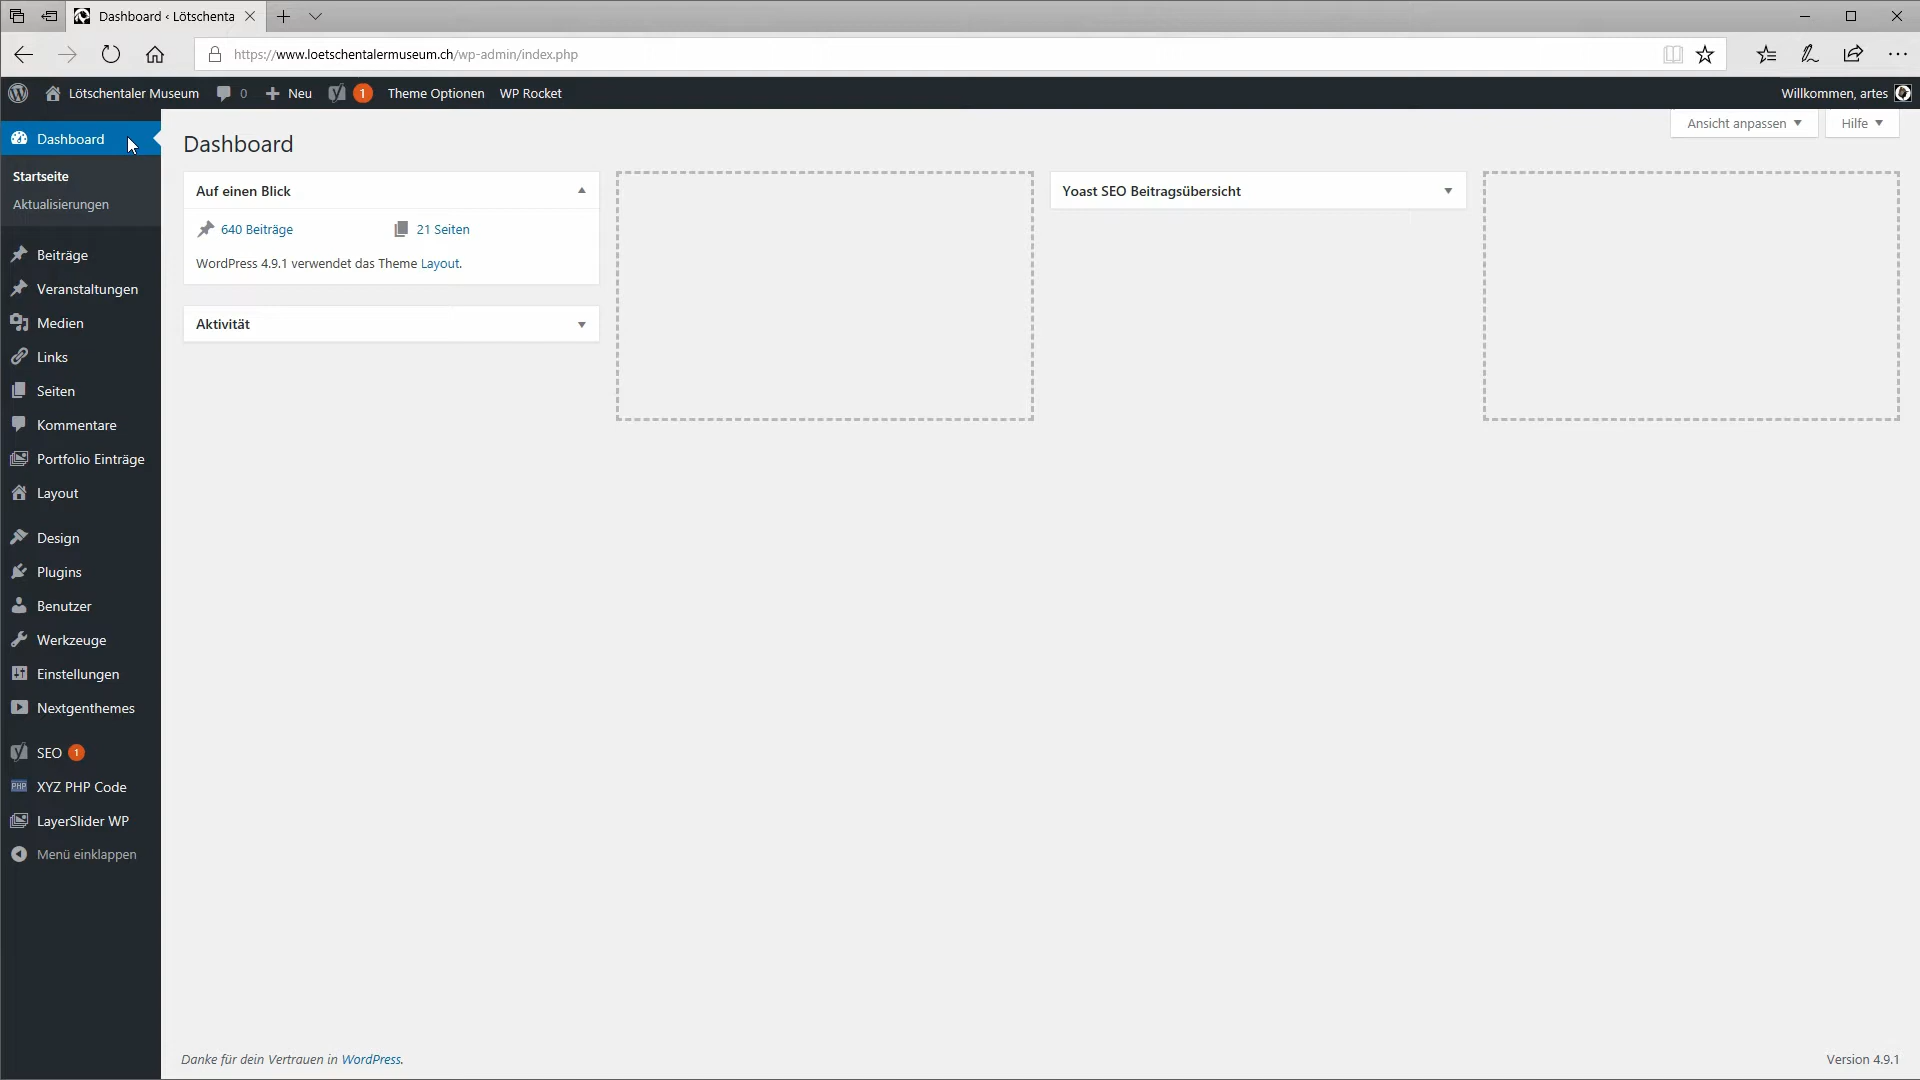 Dashboard ‹ Lötschenta
https://www.loetschentalermuseum.ch/wp-admin/index.php
Lötschentaler Museum 0 Neu 1 Theme Optionen WP Rocket Willkommen, artes
Dashboard
Startseite
Aktualisierungen
Beiträge
Veranstaltungen
Medien
Links
Seiten
Kommentare
Portfolio Einträge
Layout
Design
Plugins
Benutzer
Werkzeuge
Einstellungen
Nextgenthemes
SEO 1
PHP XYZ PHP Code
LayerSlider WP
Menü einklappen
Ansicht anpassen Hilfe
Dashboard
Auf einen Blick
640 Beiträge 21 Seiten
WordPress 4.9.1 verwendet das Theme Layout.
Aktivität
Yoast SEO Beitragsübersicht
Danke für dein Vertrauen in WordPress.
Version 4.9.1